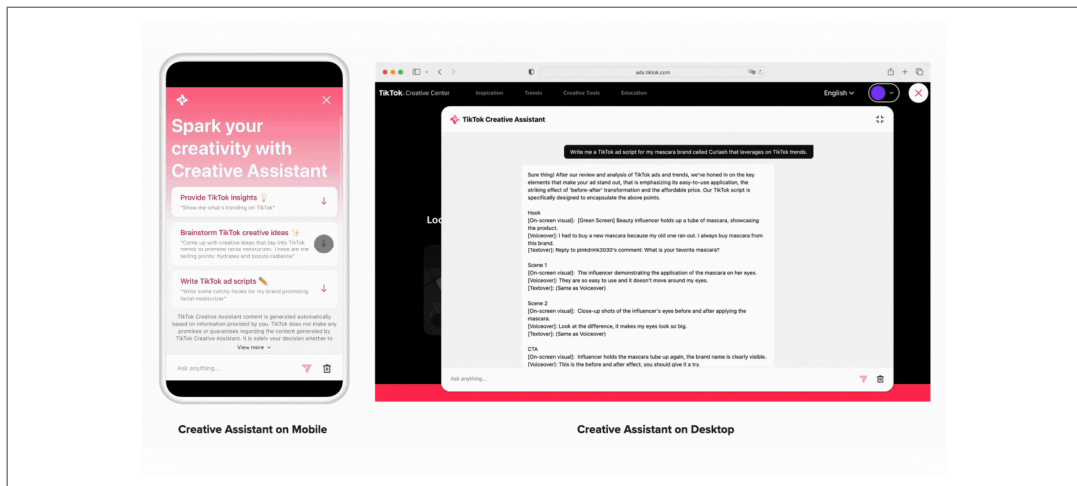 Spark your
creativity with
Creative Assistant
Provide TikTok insights
"Show me what's trending on TikTok"
Brainstorm TikTok creative ideas
"Come up with creative ideas that tap into TikTok
trends to promote facial moisturizer. These are the
selling points: hydrates and boosts radiance"
Write TikTok ad scripts
"Write some catchy hooks for my brand promoting
facial moisturizer"
TikTok Creative Assistant content is generated automatically
based on information provided by you. TikTok does not make any
promises or guarantees regarding the content generated by
TikTok Creative Assistant. It is solely your decision whether to
View more
Ask anything...
Creative Assistant on Mobile
ads.tiktok.com
TikTok: Creative Center
Inspiration
Trends
Creative Tools
Education
English
TikTok Creative Assistant
Write me a TikTok ad script for my mascara brand called Curlash that leverages on TikTok trends.
Sure thing! After our review and analysis of TikTok ads and trends, we've honed in on the key
elements that make your ad stand out, that is emphasizing its easy-to-use application, the
striking effect of 'before-after' transformation and the affordable price. Our TikTok script is
specifically designed to encapsulate the above points.
Hook
[On-screen visual]: [Green Screen] Beauty influencer holds up a tube of mascara, showcasing
the product.
[Voiceover]: I had to buy a new mascara because my old one ran out. I always buy mascara from
this brand.
[Textover]: Reply to pinkdrink3030's comment: What is your favorite mascara?
Scene 1
[On-screen visual]: The influencer demonstrating the application of the mascara on her eyes.
[Voiceover]: They are so easy to use and it doesn't move around my eyes.
[Textover]: (Same as Voiceover)
Scene 2
[On-screen visual]: Close-up shots of the influencer's eyes before and after applying the
mascara.
[Voiceover]: Look at the difference, it makes my eyes look so big.
[Textover]: (Same as Voiceover)
CTA
[On-screen visual]: Influencer holds the mascara tube up again, the brand name is clearly visible.
[Voiceover]: This is the before and after effect, you should give it a try.
Loo
Ask anything...
Creative Assistant on Desktop